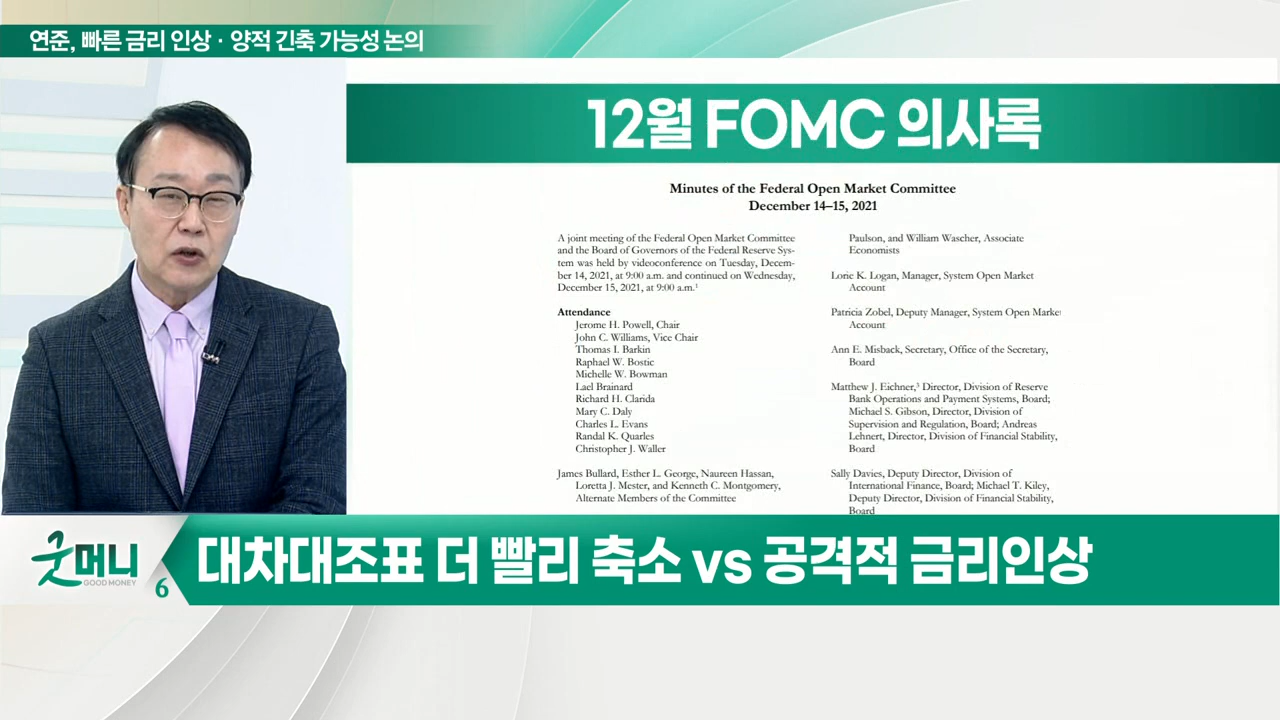 연준, 빠른 금리 인상 · 양적 긴축 가능성 논의
12월 FOMC 의사록
Minutes of the Federal Open Market Committee
December 14–15, 2021
A joint meeting of the Federal Open Market Committee
and the Board of Governors of the Federal Reserve Sys-
tem was held by videoconference on Tuesday, Decem-
ber 14, 2021, at 9:00 a.m. and continued on Wednesday,
December 15, 2021, at 9:00 a.m.¹
Attendance
Jerome H. Powell, Chair
John C. Williams, Vice Chair
Thomas I. Barkin
Raphael W. Bostic
Michelle W. Bowman
Lael Brainard
Richard H. Clarida
Mary C. Daly
Charles L. Evans
Randal K. Quarles
Christopher J. Waller
James Bullard, Esther L. George, Naureen Hassan,
Loretta J. Mester, and Kenneth C. Montgomery,
Alternate Members of the Committee
Paulson, and William Wascher, Associate
Economists
Lorie K. Logan, Manager, System Open Market
Account
Patricia Zobel, Deputy Manager, System Open Marke
Account
Ann E. Misback, Secretary, Office of the Secretary,
Board
Matthew J. Eichner,³ Director, Division of Reserve
Bank Operations and Payment Systems, Board;
Michael S. Gibson, Director, Division of
Supervision and Regulation, Board; Andreas
Lehnert, Director, Division of Financial Stability,
Board
Sally Davies, Deputy Director, Division of
International Finance, Board; Michael T. Kiley,
Deputy Director, Division of Financial Stability,
Board
굿머니
GOOD MONEY
6
대차대조표 더 빨리 축소 vs 공격적 금리인상